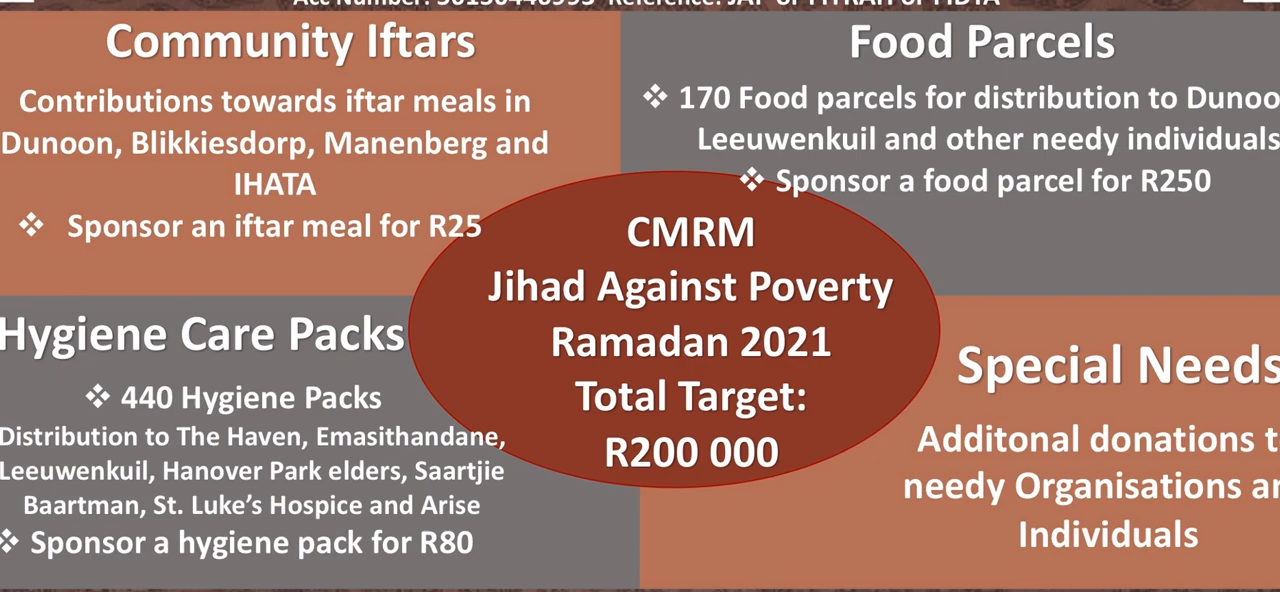 Community Iftars
Contributions towards iftar meals in
Dunoon, Blikkiesdorp, Manenberg and
IHATA
❖ Sponsor an iftar meal for R25
Food Parcels
❖ 170 Food parcels for distribution to
Leeuwenkuil and other needy individuals
❖ Sponsor a food parcel for R250
CMRM
Jihad Against Poverty
Ramadan 2021
Total Target:
R200 000
Hygiene Care Packs
❖ 440 Hygiene Packs
Distribution to The Haven, Emasithandane,
Leeuwenkuil, Hanover Park elders, Saartjie
Baartman, St. Luke's Hospice and Arise
❖ Sponsor a hygiene pack for R80
Special Needs
Additonal donations
needy Organisations
Individuals